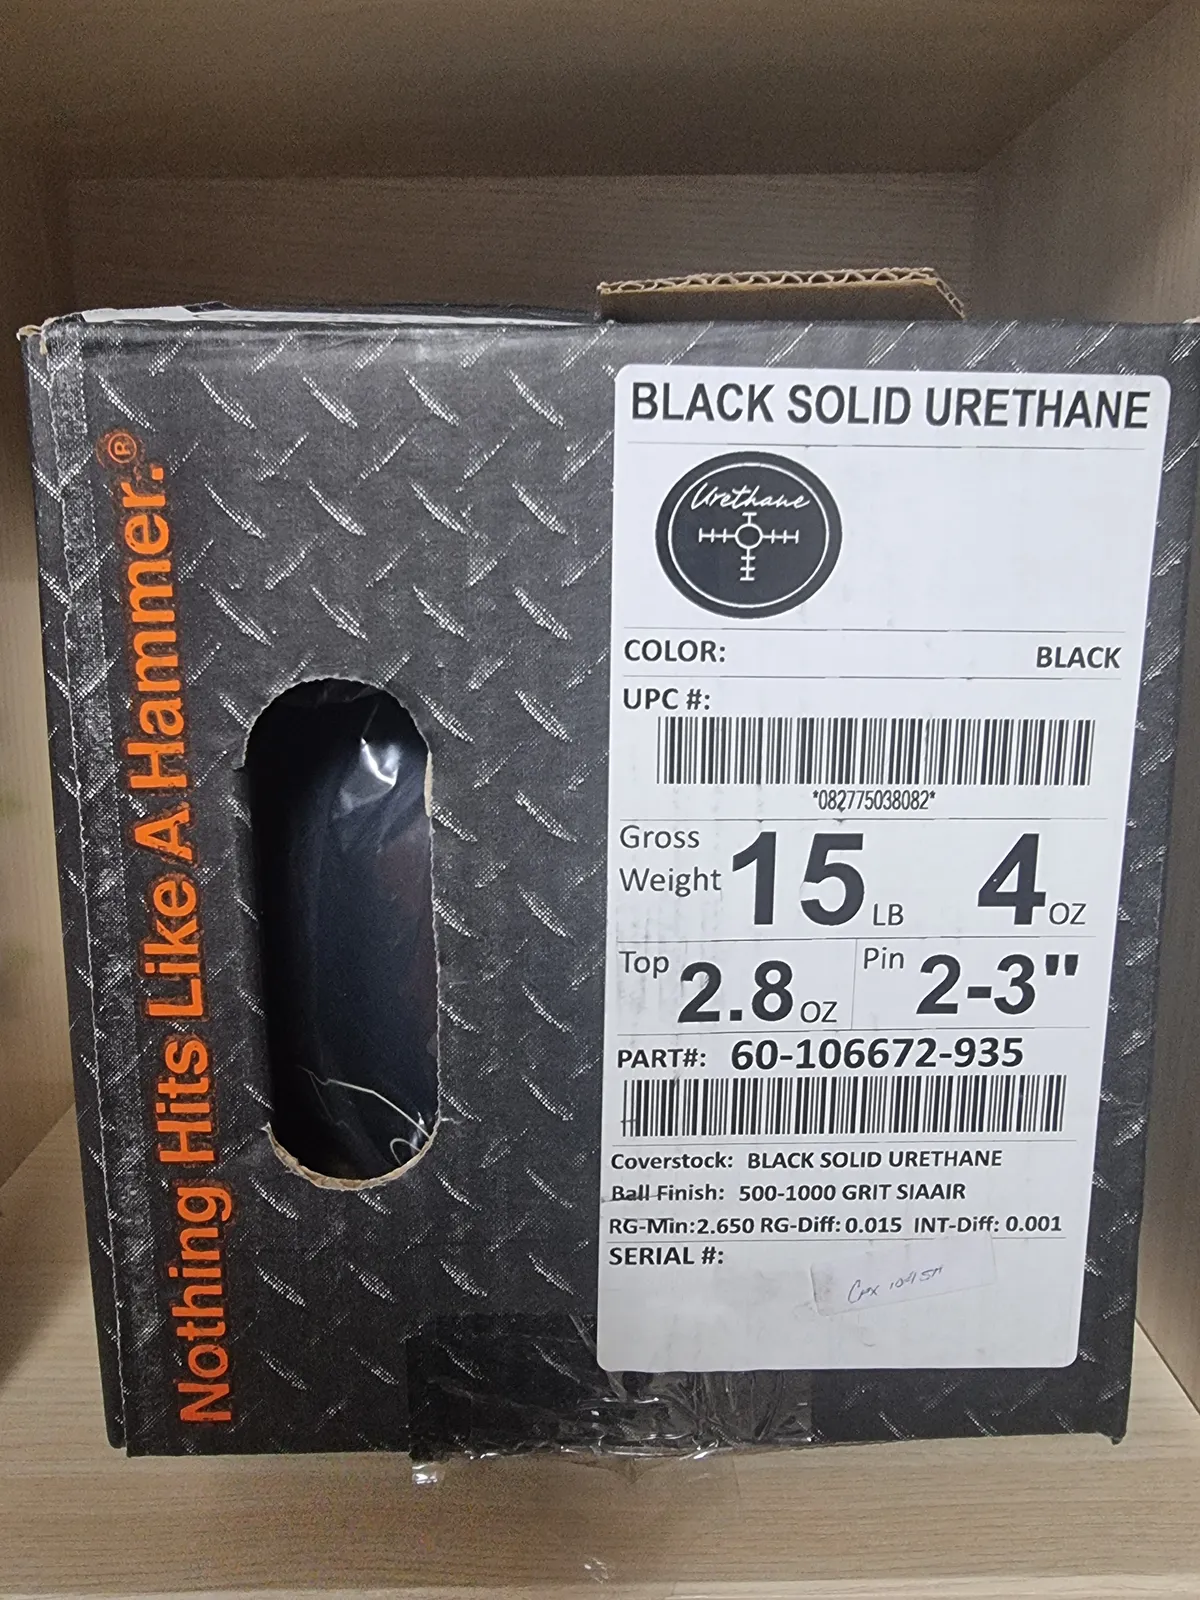 Nothing Hits Like A Hammer.®
BLACK SOLID URETHANE
Urethane
COLOR: BLACK
UPC #:
*082775038082*
Gross Weight 15 LB 4 OZ
Top 2.8 OZ Pin 2-3"
PART#: 60-106672-935
Coverstock: BLACK SOLID URETHANE
Ball Finish: 500-1000 GRIT SIAAIR
RG-Min:2.650 RG-Diff: 0.015 INT-Diff: 0.001
SERIAL #: